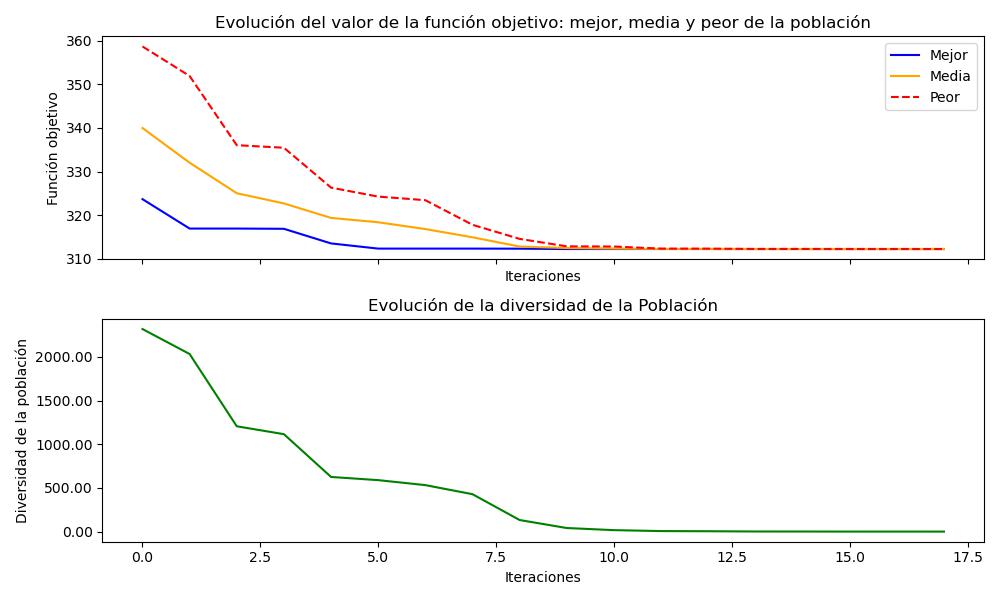 Evolución del valor de la función objetivo: mejor, media y peor de la población
360
350
340
330
320
310
Función objetivo
Mejor
Media
Peor
Iteraciones
Evolución de la diversidad de la Población
2000.00
1500.00
1000.00
500.00
0.00
Diversidad de la población
0.0 2.5 5.0 7.5 10.0 12.5 15.0 17.5
Iteraciones